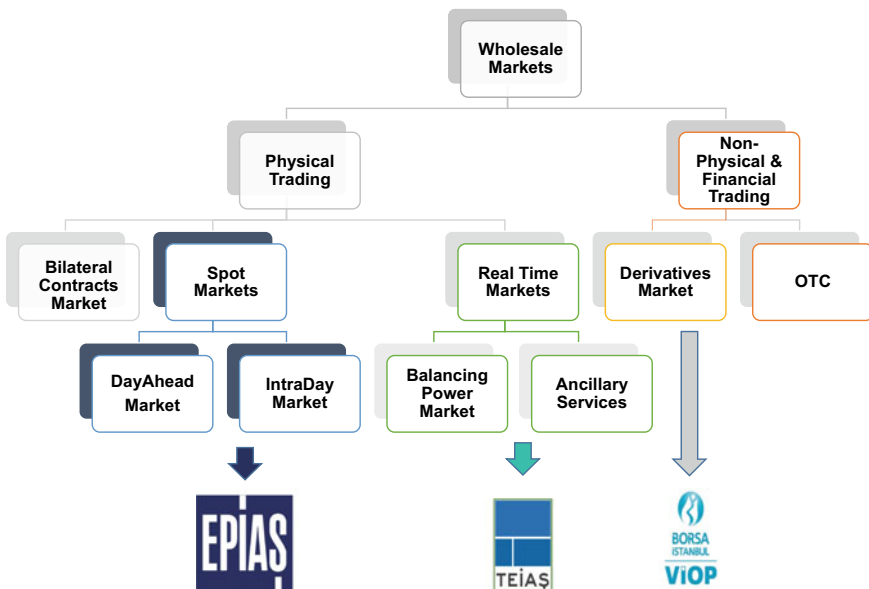 Wholesale
Markets
Physical
Trading
Non-
Physical &
Financial
Trading
Bilateral
Contracts
Market
Spot
Markets
Real Time
Markets
Derivatives
Market
OTC
DayAhead
Market
IntraDay
Market
Balancing
Power
Market
Ancillary
Services
EPİAŞ
TEİAŞ
BORSA
İSTANBUL
VİOP